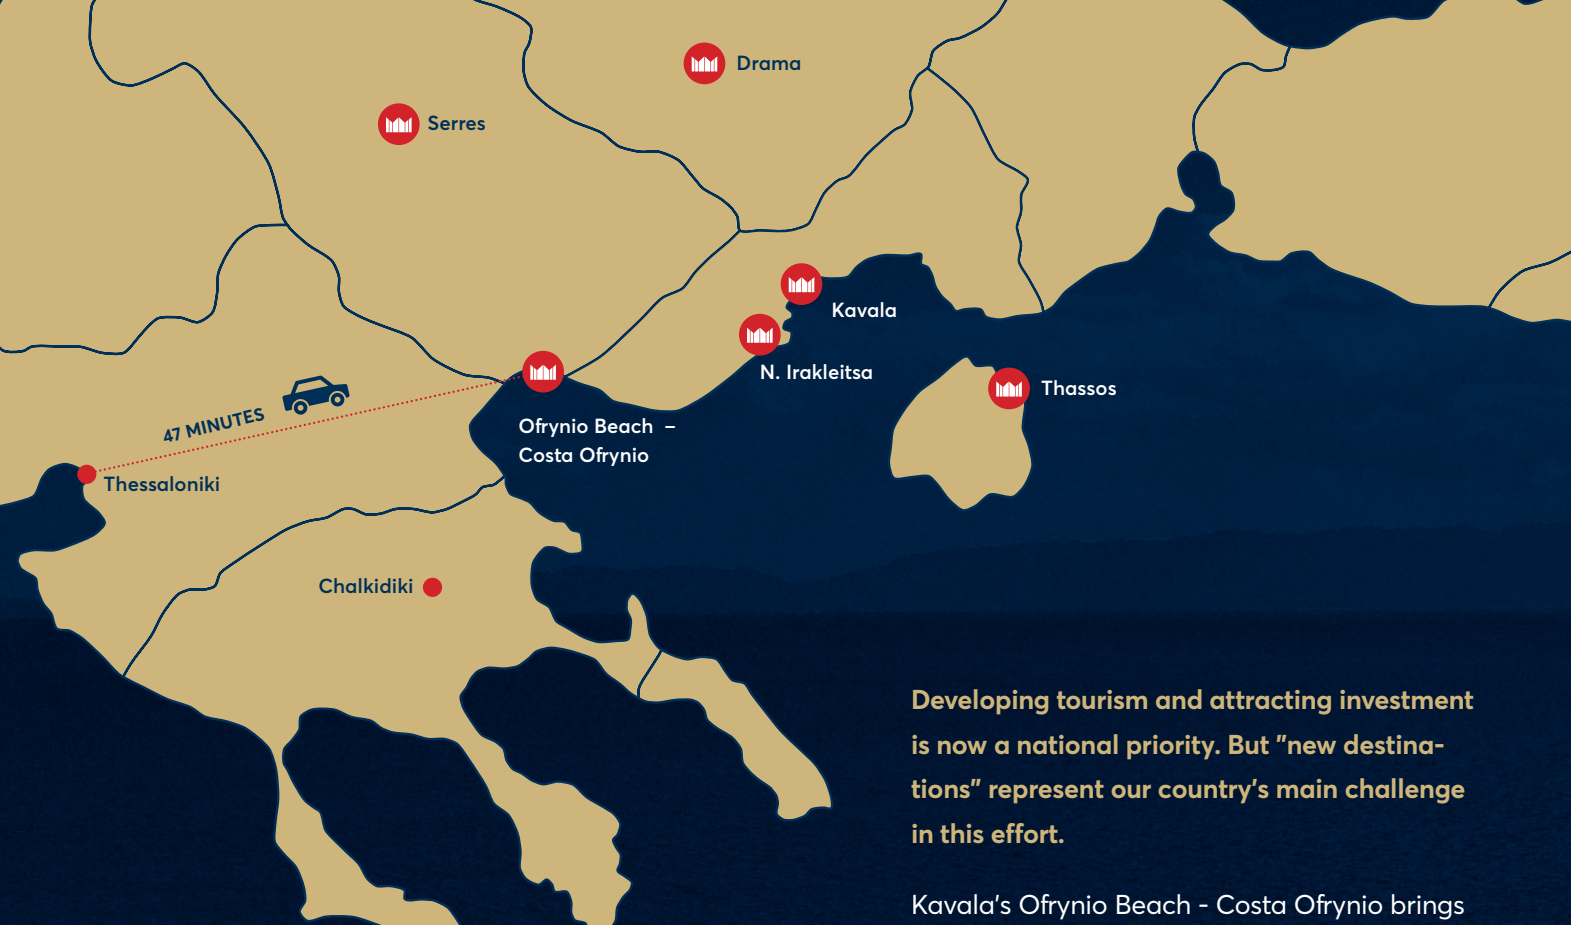 Drama
Serres
Kavala
N. Irakleitsa
Thassos
47 MINUTES
Ofrynio Beach –
Costa Ofrynio
Thessaloniki
Chalkidiki
Developing tourism and attracting investment
is now a national priority. But "new destina-
tions" represent our country's main challenge
in this effort.
Kavala's Ofrynio Beach - Costa Ofrynio brings